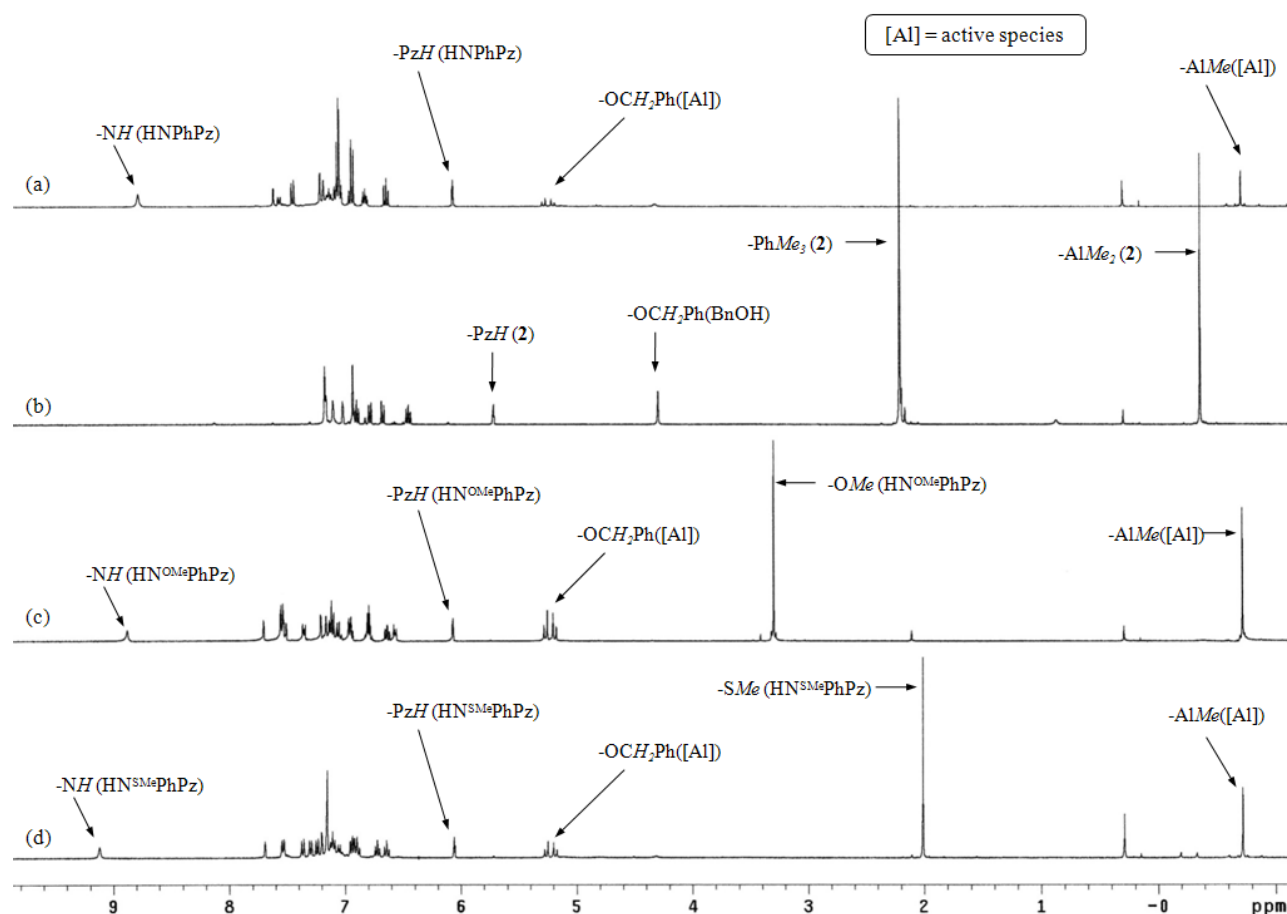 [Al] = active species
-PzH (HNPhPz)
-AlMe([Al])
-OCH₂Ph([Al])
-NH (HNPhPz)
(a)
-PhMe₃ (2)
-AlMe₂ (2)
-OCH₂Ph(BnOH)
-PzH (2)
(b)
-PzH (HNᴼᴹᵉPhPz)
-OMe (HNᴼᴹᵉPhPz)
-OCH₂Ph([Al])
-AlMe([Al])
-NH (HNᴼᴹᵉPhPz)
(c)
-SMe (HNˢᴹᵉPhPz)
-PzH (HNˢᴹᵉPhPz)
-AlMe([Al])
-OCH₂Ph([Al])
-NH (HNˢᴹᵉPhPz)
(d)
9 8 7 6 5 4 3 2 1 -0 ppm